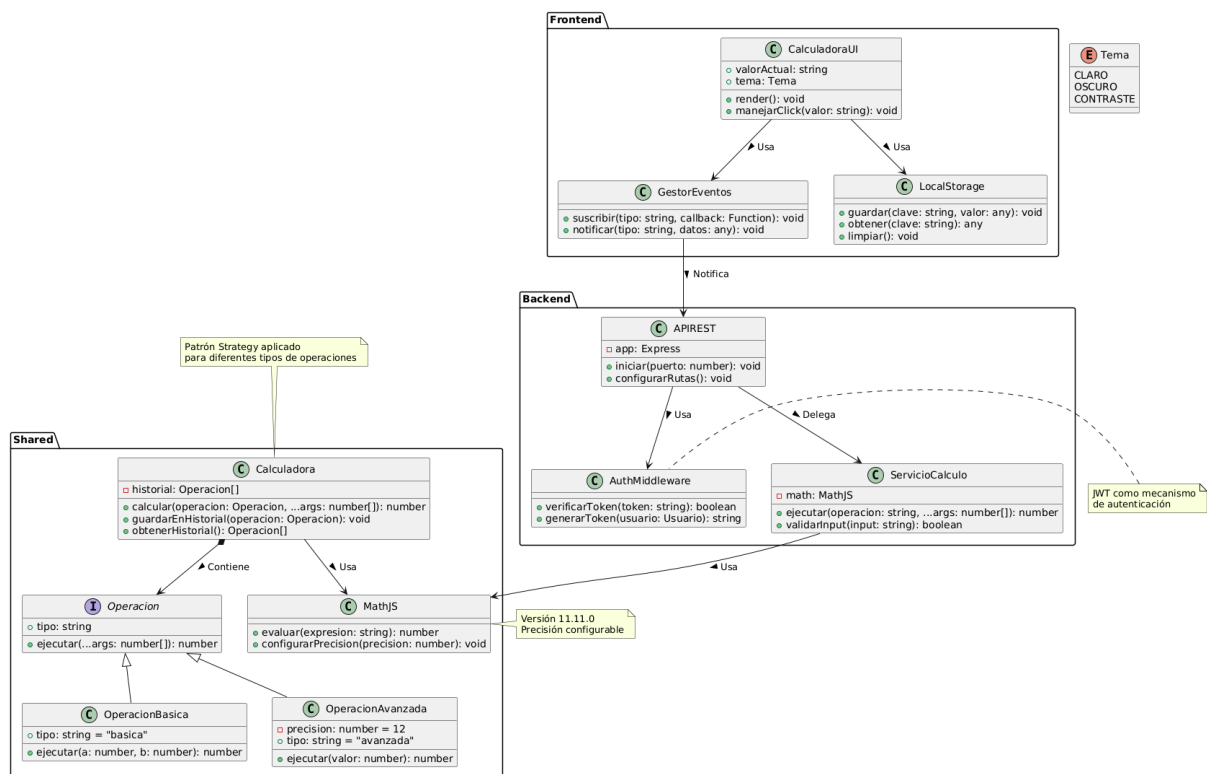 Frontend
C CalculadoraUI
valorActual: string
tema: Tema
render(): void
manejarClick(valor: string): void
E Tema
CLARO
OSCURO
CONTRASTE
Usa
Usa
C GestorEventos
suscribir(tipo: string, callback: Function): void
notificar(tipo: string, datos: any): void
C LocalStorage
guardar(clave: string, valor: any): void
obtener(clave: string): any
limpiar(): void
Notifica
Backend
C APIREST
app: Express
iniciar(puerto: number): void
configurarRutas(): void
Usa
Delega
C AuthMiddleware
verificarToken(token: string): boolean
generarToken(usuario: Usuario): string
C ServicioCalculo
math: MathJS
ejecutar(operacion: string, ...args: number[]): number
validarInput(input: string): boolean
JWT como mecanismo
de autenticación
Usa
Patrón Strategy aplicado
para diferentes tipos de operaciones
Shared
C Calculadora
historial: Operacion[]
calcular(operacion: Operacion, ...args: number[]): number
guardarEnHistorial(operacion: Operacion): void
obtenerHistorial(): Operacion[]
Contiene
Usa
I Operacion
tipo: string
ejecutar(...args: number[]): number
C MathJS
evaluar(expresion: string): number
configurarPrecision(precision: number): void
Versión 11.11.0
Precisión configurable
C OperacionBasica
tipo: string = "basica"
ejecutar(a: number, b: number): number
C OperacionAvanzada
precision: number = 12
tipo: string = "avanzada"
ejecutar(valor: number): number